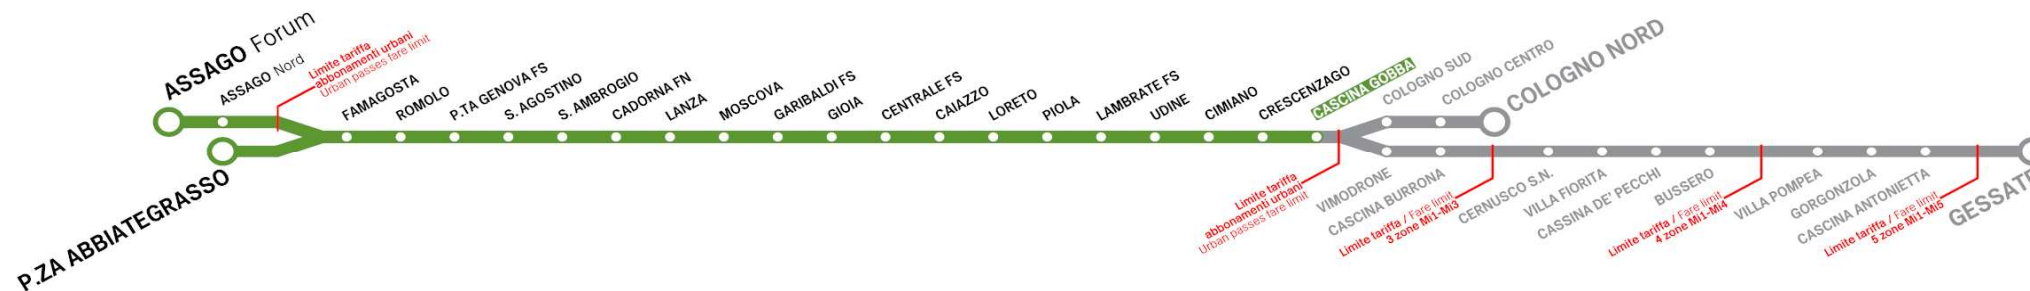 ASSAGO Forum
ASSAGO Nord
Limite tariffa
abbonamenti urbani
Urban passes fare limit
P.ZA ABBIATEGRASSO
FAMAGOSTA
ROMOLO
P.TA GENOVA FS
S. AGOSTINO
S. AMBROGIO
CADORNA FN
LANZA
MOSCOVA
GARIBALDI FS
GIOIA
CENTRALE FS
CAIAZZO
LORETO
PIOLA
LAMBRATE FS
UDINE
CIMIANO
CRESCENZAGO
CASCINA GOBBA
COLOGNO SUD
COLOGNO CENTRO
COLOGNO NORD
Limite tariffa
abbonamenti urbani
Urban passes fare limit
VIMODRONE
CASCINA BURRONA
Limite tariffa / Fare limit
3 zone Mi1-Mi3
CERNUSCO S.N.
VILLA FIORITA
CASSINA DE' PECCHI
BUSSERO
Limite tariffa / Fare limit
4 zone Mi1-Mi4
VILLA POMPEA
GORGONZOLA
CASCINA ANTONIETTA
Limite tariffa / Fare limit
5 zone Mi1-Mi5
GESSATE